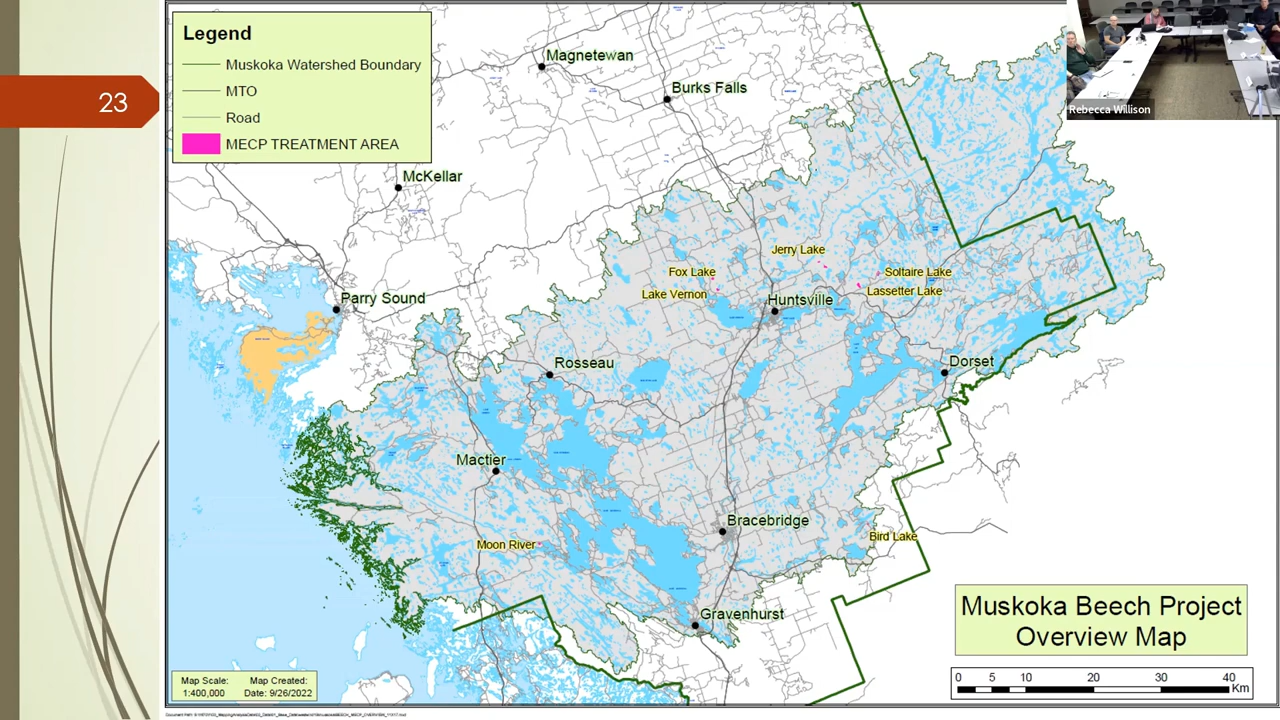 23
Legend
Muskoka Watershed Boundary
MTO
Road
MECP TREATMENT AREA
Rebecca Willison
Magnetewan
Burks Falls
McKellar
Jerry Lake
Fox Lake
Soltaire Lake
Lake Vernon
Lassetter Lake
Parry Sound
Huntsville
Rosseau
Dorset
Mactier
Bracebridge
Bird Lake
Moon River
Gravenhurst
Muskoka Beech Project
Overview Map
Map Scale:
1:400,000
Map Created:
Date: 9/26/2022
0 5 10 20 30 40
Km